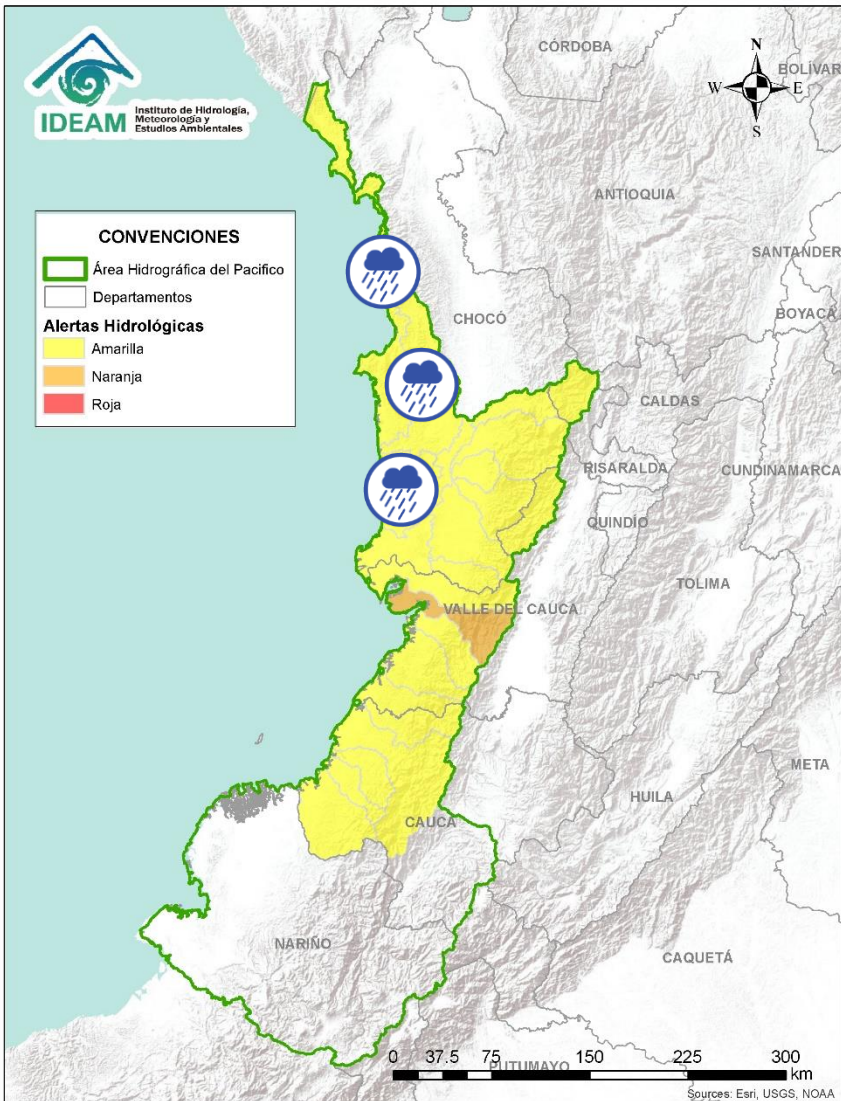 IDEAM
Instituto de Hidrología,
Meteorología y
Estudios Ambientales
CONVENCIONES
Área Hidrográfica del Pacifico
Departamentos
Alertas Hidrológicas
Amarilla
Naranja
Roja
N
W
E
S
CÓRDOBA
BOLÍVAR
ANTIOQUIA
SANTANDER
BOYACÁ
CHOCÓ
CALDAS
RISARALDA
CUNDINAMARCA
QUINDÍO
TOLIMA
VALLE DEL CAUCA
META
HUILA
CAUCA
NARIÑO
CAQUETÁ
PUTUMAYO
0 37.5 75 150 225 300
km
Sources: Esri, USGS, NOAA